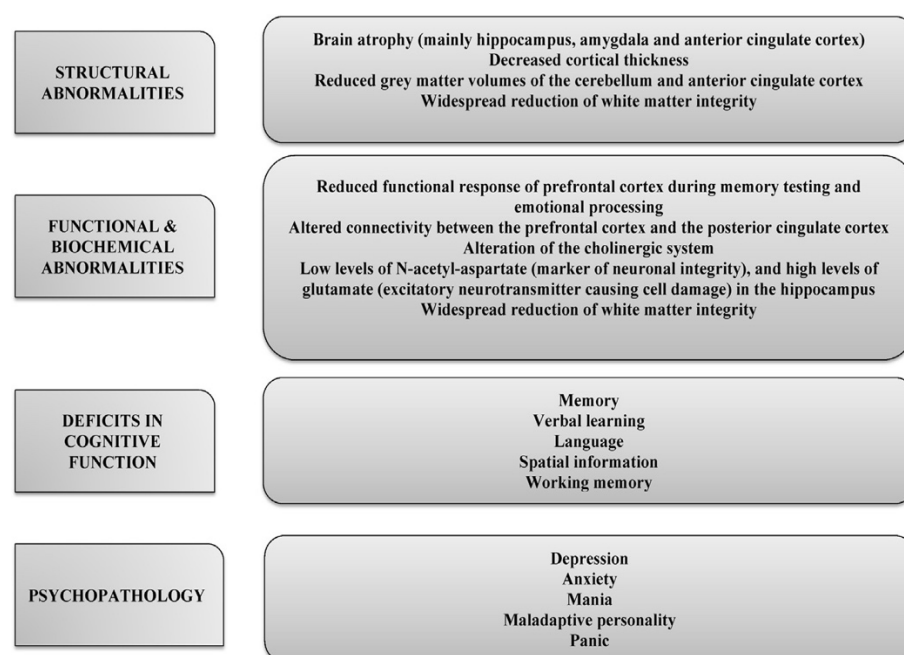 STRUCTURAL
ABNORMALITIES
Brain atrophy (mainly hippocampus, amygdala and anterior cingulate cortex)
Decreased cortical thickness
Reduced grey matter volumes of the cerebellum and anterior cingulate cortex
Widespread reduction of white matter integrity
FUNCTIONAL &
BIOCHEMICAL
ABNORMALITIES
Reduced functional response of prefrontal cortex during memory testing and
emotional processing
Altered connectivity between the prefrontal cortex and the posterior cingulate cortex
Alteration of the cholinergic system
Low levels of N-acetyl-aspartate (marker of neuronal integrity), and high levels of
glutamate (excitatory neurotransmitter causing cell damage) in the hippocampus
Widespread reduction of white matter integrity
DEFICITS IN
COGNITIVE
FUNCTION
Memory
Verbal learning
Language
Spatial information
Working memory
PSYCHOPATHOLOGY
Depression
Anxiety
Mania
Maladaptive personality
Panic